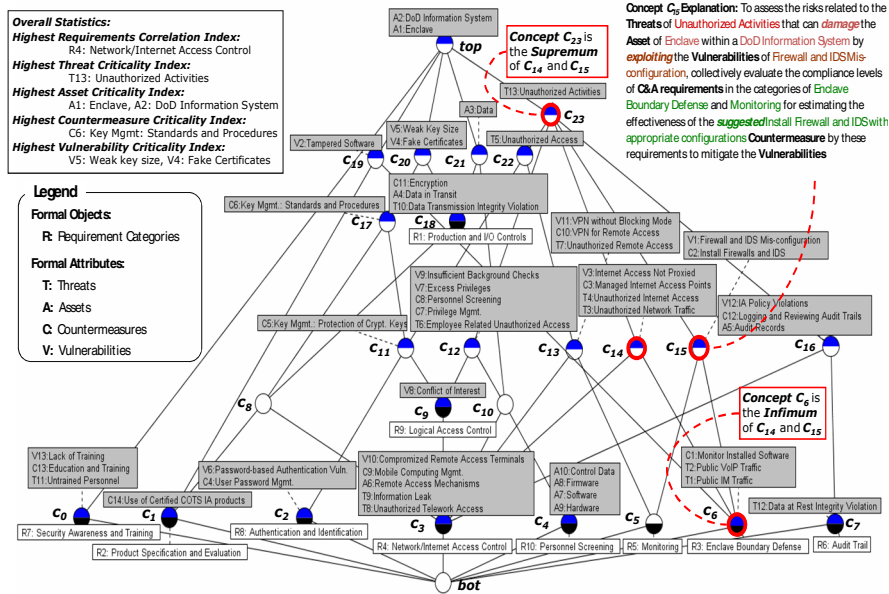 Overall Statistics:
Highest Requirements Correlation Index:
R4: Network/Internet Access Control
Highest Threat Criticality Index:
T13: Unauthorized Activities
Highest Asset Criticality Index:
A1: Enclave, A2: DoD Information System
Highest Countermeasure Criticality Index:
C6: Key Mgmt: Standards and Procedures
Highest Vulnerability Criticality Index:
V5: Weak key size, V4: Fake Certificates
Legend
Formal Objects:
R: Requirement Categories
Formal Attributes:
T: Threats
A: Assets
C: Countermeasures
V: Vulnerabilities
A2: DoD Information System
A1: Enclave
top
Concept C23 is
the Supremum
of C14 and C15
Concept C15 Explanation: To assess the risks related to the
Threats of Unauthorized Activities that can damage the
Asset of Enclave within a DoD Information System by
exploiting the Vulnerabilities of Firewall and IDS Mis-
configuration, collectively evaluate the compliance levels
of C&A requirements in the categories of Enclave
Boundary Defense and Monitoring for estimating the
effectiveness of the suggested Install Firewall and IDS with
appropriate configurations Countermeasure by these
requirements to mitigate the Vulnerabilities
T13:Unauthorized Activities
C23
A3:Data
V5:Weak Key Size
V4:Fake Certificates
T5:Unauthorized Access
V2:Tampered Software
C19
C20
C21
C22
C11:Encryption
A4:Data in Transit
T10:Data Transmission Integrity Violation
C6:Key Mgmt.: Standards and Procedures
C17
C18
R1: Production and I/O Controls
V11:VPN without Blocking Mode
C10:VPN for Remote Access
T7:Unauthorized Remote Access
V1:Firewall and IDS Mis-configuration
C2:Install Firewalls and IDS
V9:Insufficient Background Checks
V7:Excess Privileges
C8:Personnel Screening
C7:Privilege Mgmt.
T6:Employee Related Unauthorized Access
V3:Internet Access Not Proxied
C3:Managed Internet Access Points
T4:Unauthorized Internet Access
T3:Unauthorized Network Traffic
V12:IA Policy Violations
C12:Logging and Reviewing Audit Trails
A5:Audit Records
C5:Key Mgmt.: Protection of Crypt. Keys
C11
C12
C13
C14
C15
C16
V8:Conflict of Interest
C8
C9
C10
R9: Logical Access Control
Concept C6 is
the Infimum
of C14 and C15
V13:Lack of Training
C13:Education and Training
T11:Untrained Personnel
V6:Password-based Authentication Vuln.
C4:User Password Mgmt.
V10:Compromized Remote Access Terminals
C9:Mobile Computing Mgmt.
A6:Remote Access Mechanisms
T9:Information Leak
T8:Unauthorized Telework Access
A10:Control Data
A8:Firmware
A7:Software
A9:Hardware
C1:Monitor Installed Software
T2:Public VoIP Traffic
T1:Public IM Traffic
C14:Use of Certified COTS IA products
T12:Data at Rest Integrity Violation
C0
C1
C2
C3
C4
C5
C6
C7
R7: Security Awareness and Training
R8: Authentication and Identification
R4: Network/Internet Access Control
R10: Personnel Screening
R5: Monitoring
R3: Enclave Boundary Defense
R6: Audit Trail
R2: Product Specification and Evaluation
bot